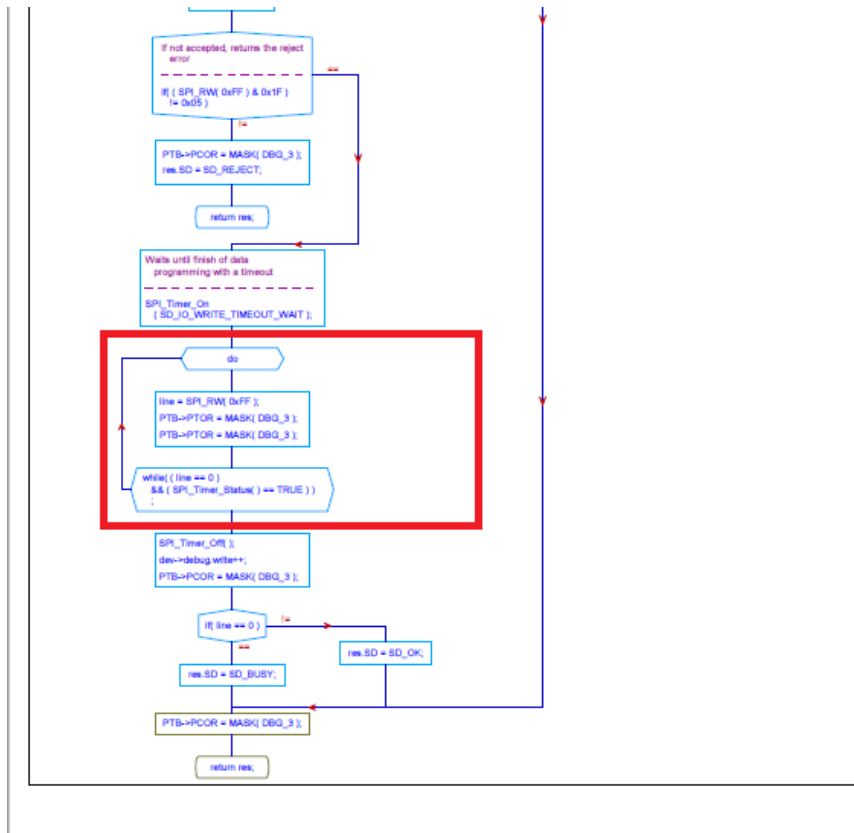 If not accepted, returns the reject
error
if( ( SPI_RW( 0xFF ) & 0x1F )
!= 0x05 )
==
!=
PTB->PCOR = MASK( DBG_3 );
res.SD = SD_REJECT;
return res;
Waits until finish of data
programming with a timeout
SPI_Timer_On
( SD_IO_WRITE_TIMEOUT_WAIT );
do
line = SPI_RW( 0xFF );
PTB->PTOR = MASK( DBG_3 );
PTB->PTOR = MASK( DBG_3 );
while( ( line == 0 )
&& ( SPI_Timer_Status( ) == TRUE ) )
;
SPI_Timer_Off( );
dev->debug.write++;
PTB->PCOR = MASK( DBG_3 );
if( line == 0 )
!=
==
res.SD = SD_OK;
res.SD = SD_BUSY;
PTB->PCOR = MASK( DBG_3 );
return res;